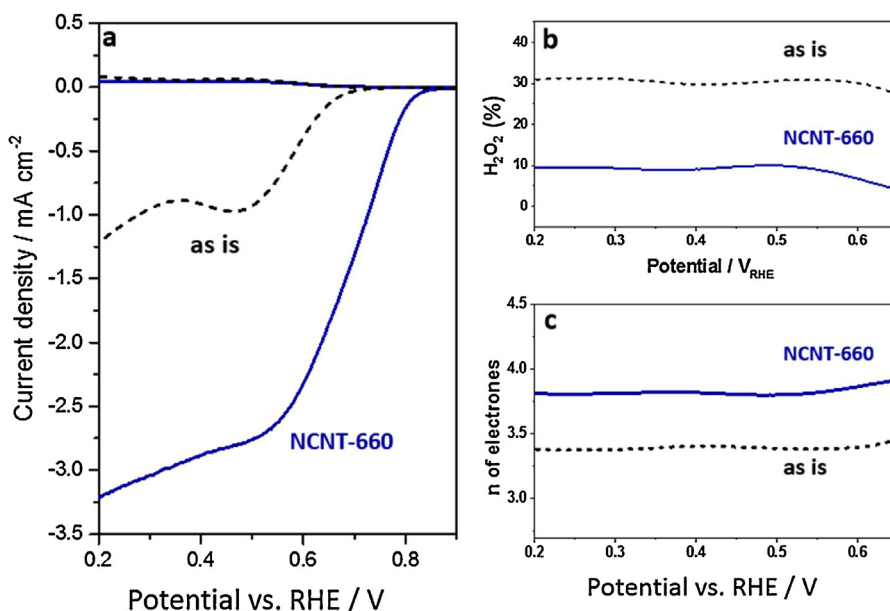 a
0.5
0.0
-0.5
-1.0
-1.5
-2.0
-2.5
-3.0
-3.5
Current density / mA cm⁻²
as is
NCNT-660
0.2 0.4 0.6 0.8
Potential vs. RHE / V
b
40
30
20
10
0
H₂O₂ (%)
as is
NCNT-660
0.2 0.3 0.4 0.5 0.6
Potential / V_RHE
c
4.5
4.0
3.5
3.0
n of electrones
NCNT-660
as is
0.2 0.3 0.4 0.5 0.6
Potential vs. RHE / V